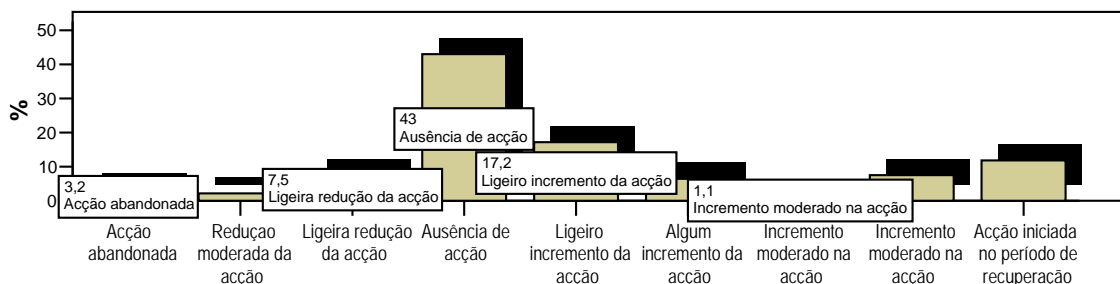 50
40
30
20
10
0
%
43
Ausência de acção
17,2
Ligeiro incremento da acção
7,5
Ligeira redução da acção
3,2
Acção abandonada
1,1
Incremento moderado na acção
Acção
abandonada
Reduçao
moderada da
acção
Ligeira redução
da acção
Ausência de
acção
Ligeiro
incremento da
acção
Algum
incremento da
acção
Incremento
moderado na
acção
Incremento
moderado na
acção
Acção iniciada
no período de
recuperação